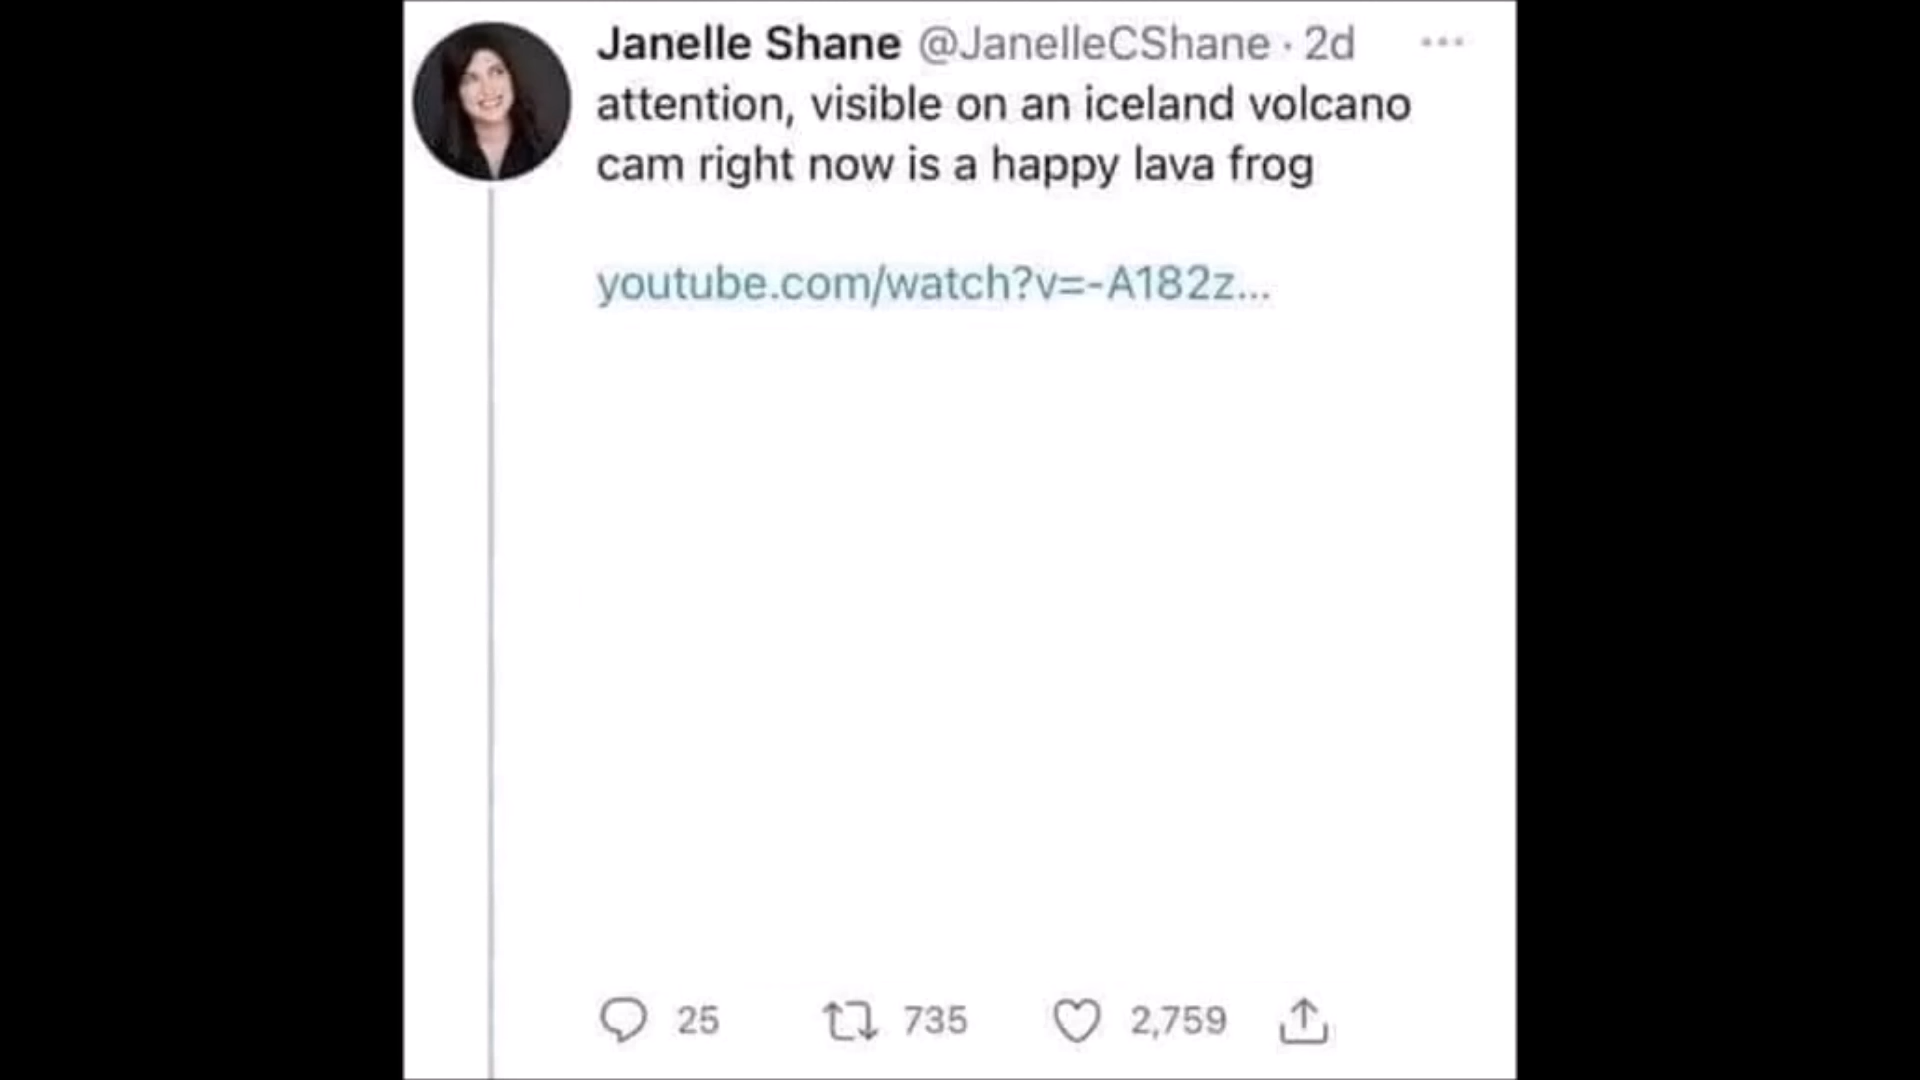 Janelle Shane @JanelleCShane · 2d
attention, visible on an iceland volcano
cam right now is a happy lava frog
youtube.com/watch?v=-A182z...
25 735 2,759